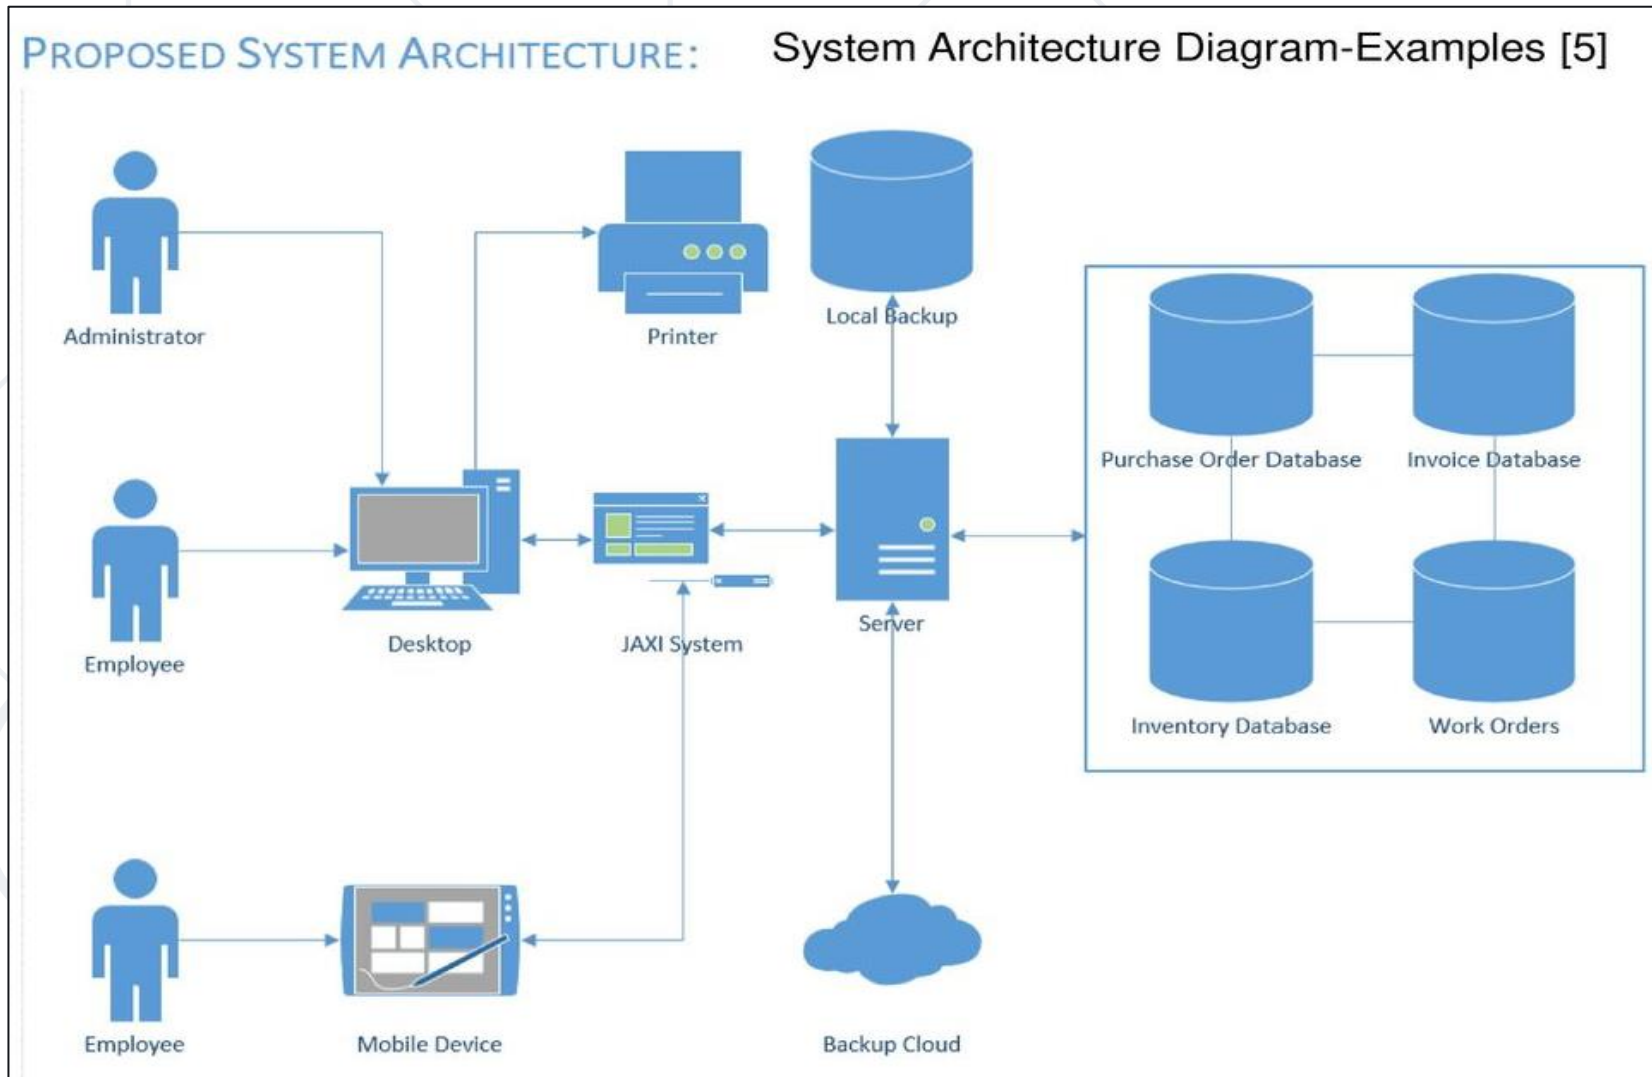 PROPOSED SYSTEM ARCHITECTURE:
System Architecture Diagram-Examples [5]
Administrator
Printer
Local Backup
Purchase Order Database
Invoice Database
Employee
Desktop
JAXI System
Server
Inventory Database
Work Orders
Employee
Mobile Device
Backup Cloud